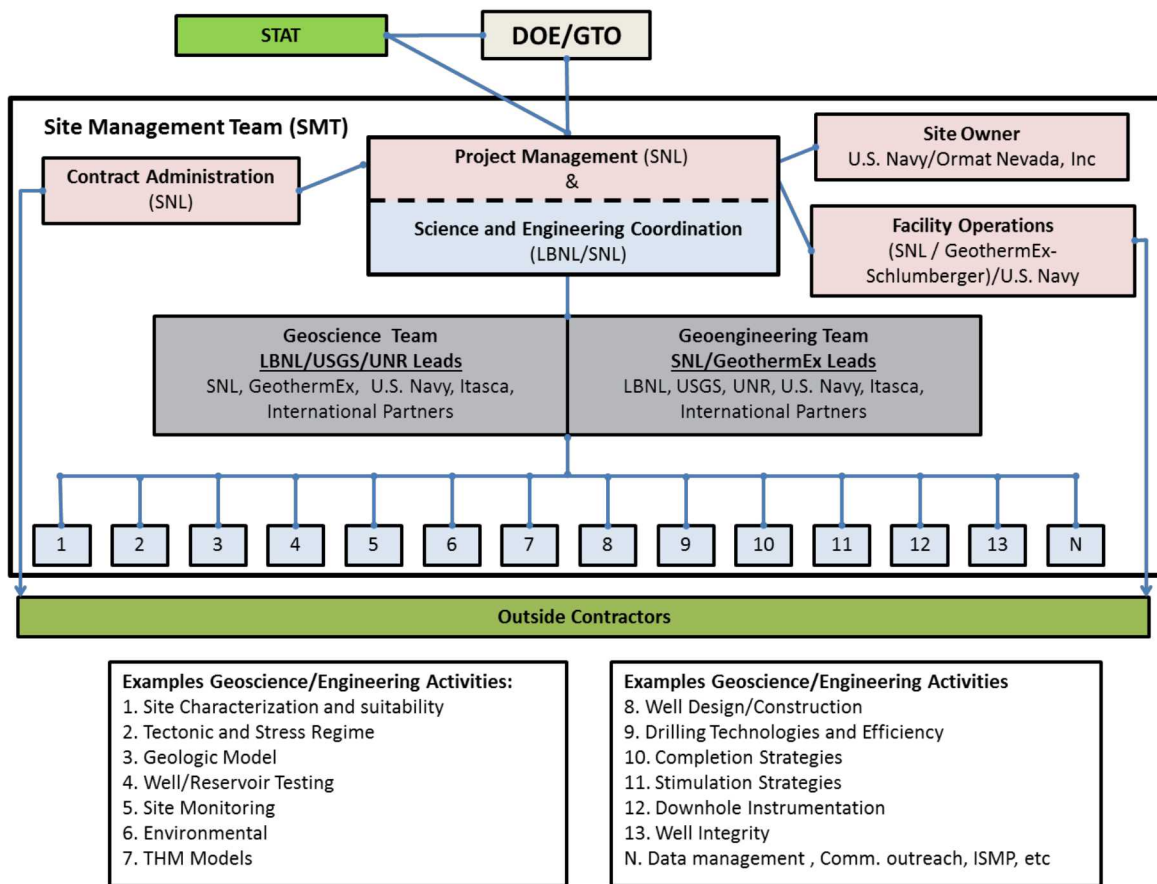 STAT
DOE/GTO
Site Management Team (SMT)
Contract Administration
(SNL)
Project Management (SNL)
&
Science and Engineering Coordination
(LBNL/SNL)
Site Owner
U.S. Navy/Ormat Nevada, Inc
Facility Operations
(SNL / GeothermEx-
Schlumberger)/U.S. Navy
Geoscience Team
LBNL/USGS/UNR Leads
SNL, GeothermEx, U.S. Navy, Itasca,
International Partners
Geoengineering Team
SNL/GeothermEx Leads
LBNL, USGS, UNR, U.S. Navy, Itasca,
International Partners
1 2 3 4 5 6 7 8 9 10 11 12 13 N
Outside Contractors
Examples Geoscience/Engineering Activities:
1. Site Characterization and suitability
2. Tectonic and Stress Regime
3. Geologic Model
4. Well/Reservoir Testing
5. Site Monitoring
6. Environmental
7. THM Models
Examples Geoscience/Engineering Activities
8. Well Design/Construction
9. Drilling Technologies and Efficiency
10. Completion Strategies
11. Stimulation Strategies
12. Downhole Instrumentation
13. Well Integrity
N. Data management , Comm. outreach, ISMP, etc